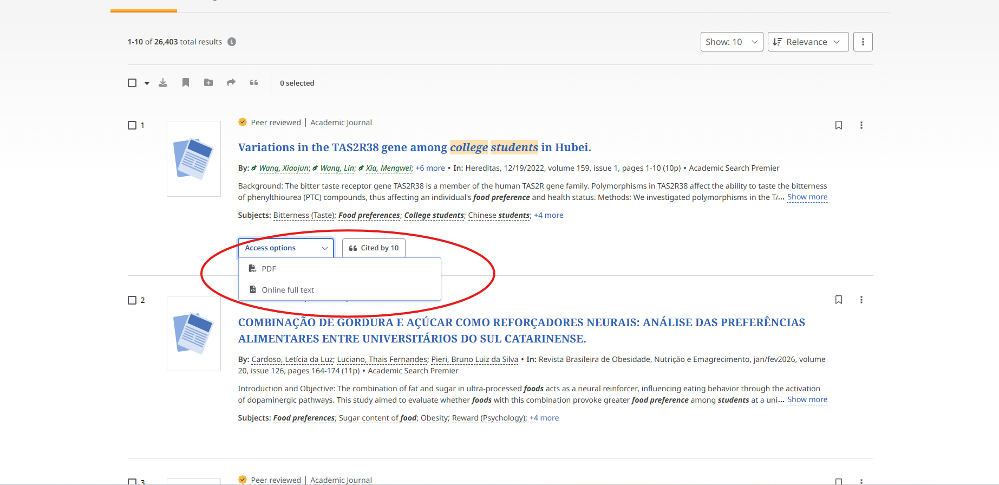 1-10 of 26,403 total results
Show: 10
Relevance
0 selected
1
Peer reviewed | Academic Journal
Variations in the TAS2R38 gene among college students in Hubei.
By: Wang, Xiaojun; Wang, Lin; Xia, Mengwei; +6 more • In: Hereditas, 12/19/2022, volume 159, issue 1, pages 1-10 (10p) • Academic Search Premier
Background: The bitter taste receptor gene TAS2R38 is a member of the human TAS2R gene family. Polymorphisms in TAS2R38 affect the ability to taste the bitterness
of phenylthiourea (PTC) compounds, thus affecting an individual's food preference and health status. Methods: We investigated polymorphisms in the TA... Show more
Subjects: Bitterness (Taste); Food preferences; College students; Chinese students; +4 more
Access options
Cited by 10
PDF
Online full text
2
COMBINAÇÃO DE GORDURA E AÇÚCAR COMO REFORÇADORES NEURAIS: ANÁLISE DAS PREFERÊNCIAS
ALIMENTARES ENTRE UNIVERSITÁRIOS DO SUL CATARINENSE.
By: Cardoso, Letícia da Luz; Luciano, Thais Fernandes; Pieri, Bruno Luiz da Silva • In: Revista Brasileira de Obesidade, Nutrição e Emagrecimento, jan/fev2026, volume
20, issue 126, pages 164-174 (11p) • Academic Search Premier
Introduction and Objective: The combination of fat and sugar in ultra-processed foods acts as a neural reinforcer, influencing eating behavior through the activation
of dopaminergic pathways. This study aimed to evaluate whether foods with this combination provoke greater food preference among students at a uni... Show more
Subjects: Food preferences; Sugar content of food; Obesity; Reward (Psychology); +4 more
3
Peer reviewed | Academic Journal